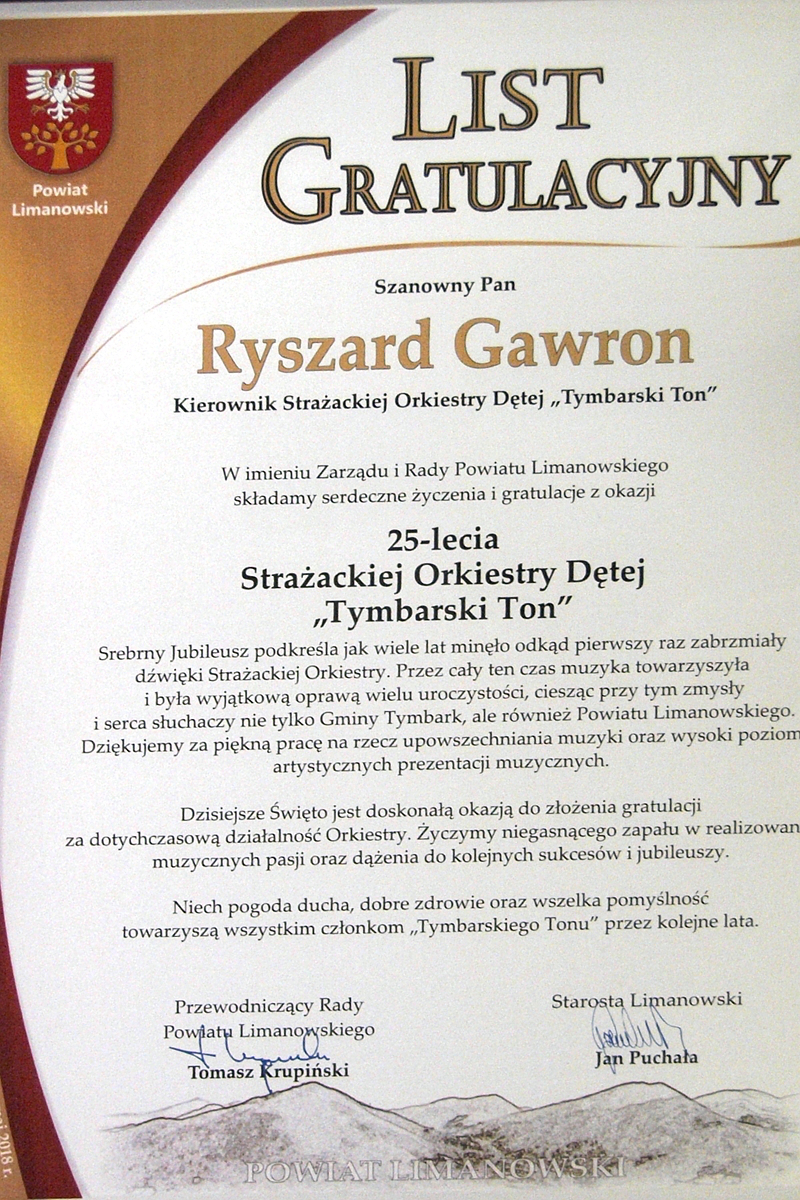 Powiat
Limanowski
LIST
GRATULACYJNY
Szanowny Pan
Ryszard Gawron
Kierownik Strażackiej Orkiestry Dętej „Tymbarski Ton”
W imieniu Zarządu i Rady Powiatu Limanowskiego
składamy serdeczne życzenia i gratulacje z okazji
25-lecia
Strażackiej Orkiestry Dętej
„Tymbarski Ton”
Srebrny Jubileusz podkreśla jak wiele lat minęło odkąd pierwszy raz zabrzmiały
dźwięki Strażackiej Orkiestry. Przez cały ten czas muzyka towarzyszyła
i była wyjątkową oprawą wielu uroczystości, ciesząc przy tym zmysły
i serca słuchaczy nie tylko Gminy Tymbark, ale również Powiatu Limanowskiego.
Dziękujemy za piękną pracę na rzecz upowszechniania muzyki oraz wysoki poziom
artystycznych prezentacji muzycznych.
Dzisiejsze Święto jest doskonałą okazją do złożenia gratulacji
za dotychczasową działalność Orkiestry. Życzymy niegasnącego zapału w realizowan
muzycznych pasji oraz dążenia do kolejnych sukcesów i jubileuszy.
Niech pogoda ducha, dobre zdrowie oraz wszelka pomyślność
towarzyszą wszystkim członkom „Tymbarskiego Tonu” przez kolejne lata.
Przewodniczący Rady
Powiatu Limanowskiego
Tomasz Krupiński
Starosta Limanowski
Jan Puchała
2018 r.
POWIAT LIMANOWSKI